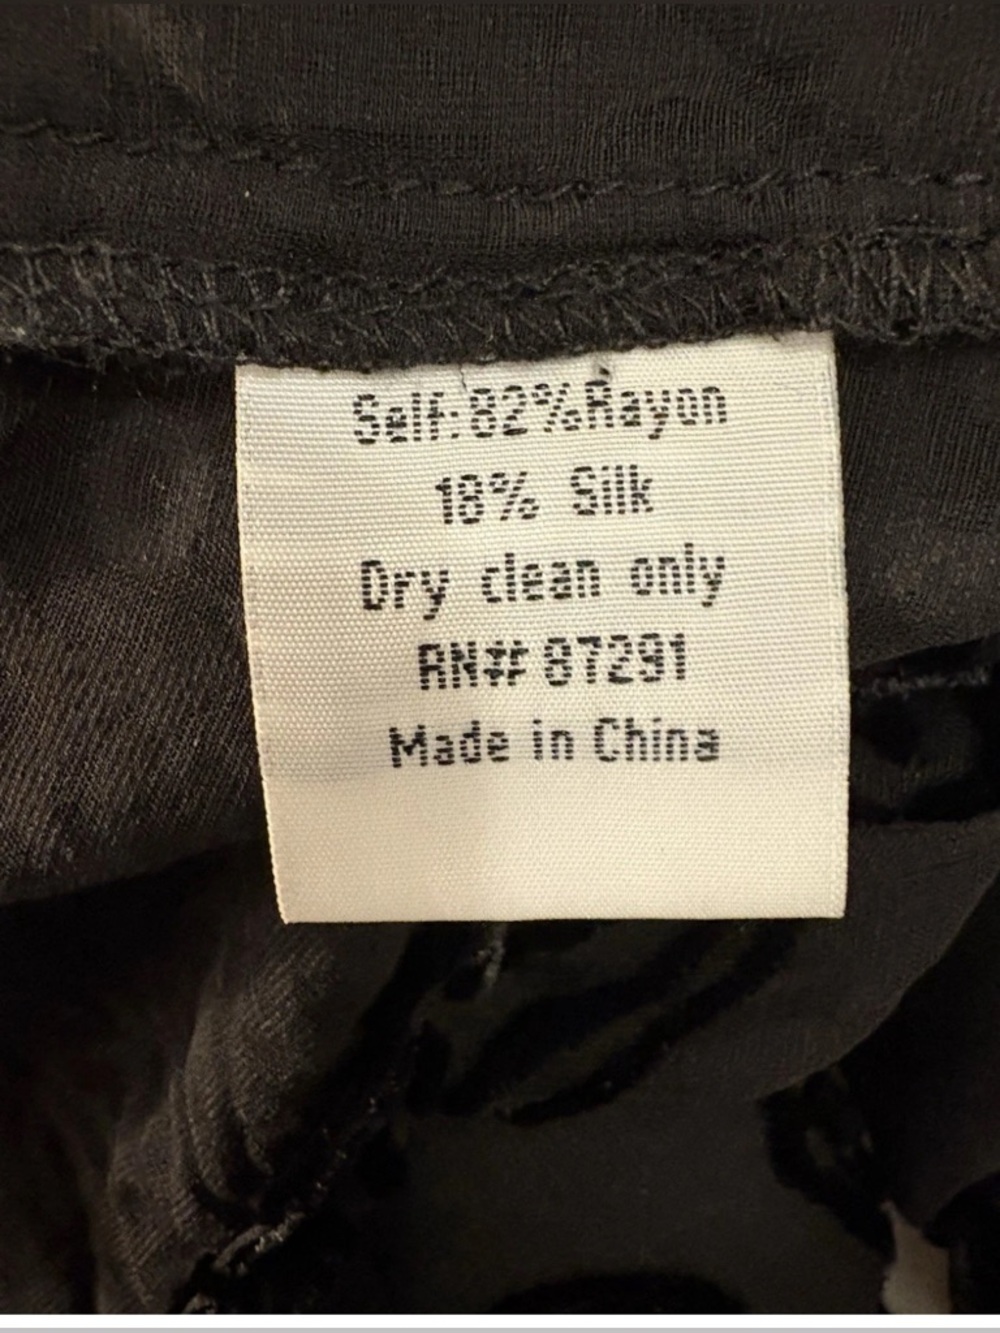 Self:82%Rayon
18% Silk
Dry clean only
RN# 87291
Made in China